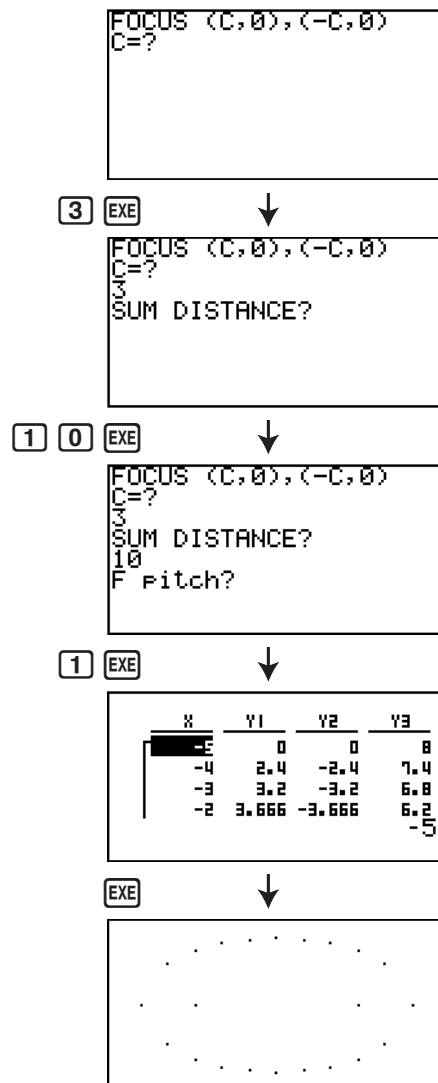 FOCUS (C,0),(-C,0)
C=?
3 EXE
FOCUS (C,0),(-C,0)
C=?
3
SUM DISTANCE?
1 0 EXE
FOCUS (C,0),(-C,0)
C=?
3
SUM DISTANCE?
10
F pitch?
1 EXE
X Y1 Y2 Y3
-5 0 0 8
-4 2.4 -2.4 7.4
-3 3.2 -3.2 6.8
-2 3.666 -3.666 6.2
-5
EXE